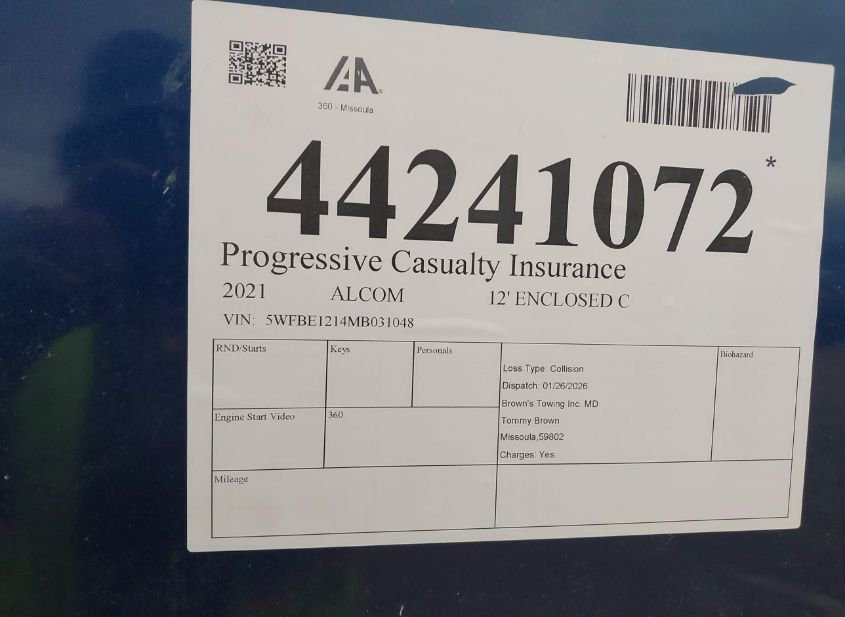 IAA
360 - Missoula
44241072*
Progressive Casualty Insurance
2021 ALCOM 12' ENCLOSED C
VIN: 5WFBE1214MB031048
RND/Starts Keys Personals Biohazard
Loss Type: Collision
Dispatch: 01/26/2026
Brown's Towing Inc. MD
Engine Start Video 360
Tommy Brown
Missoula,59802
Charges: Yes
Mileage